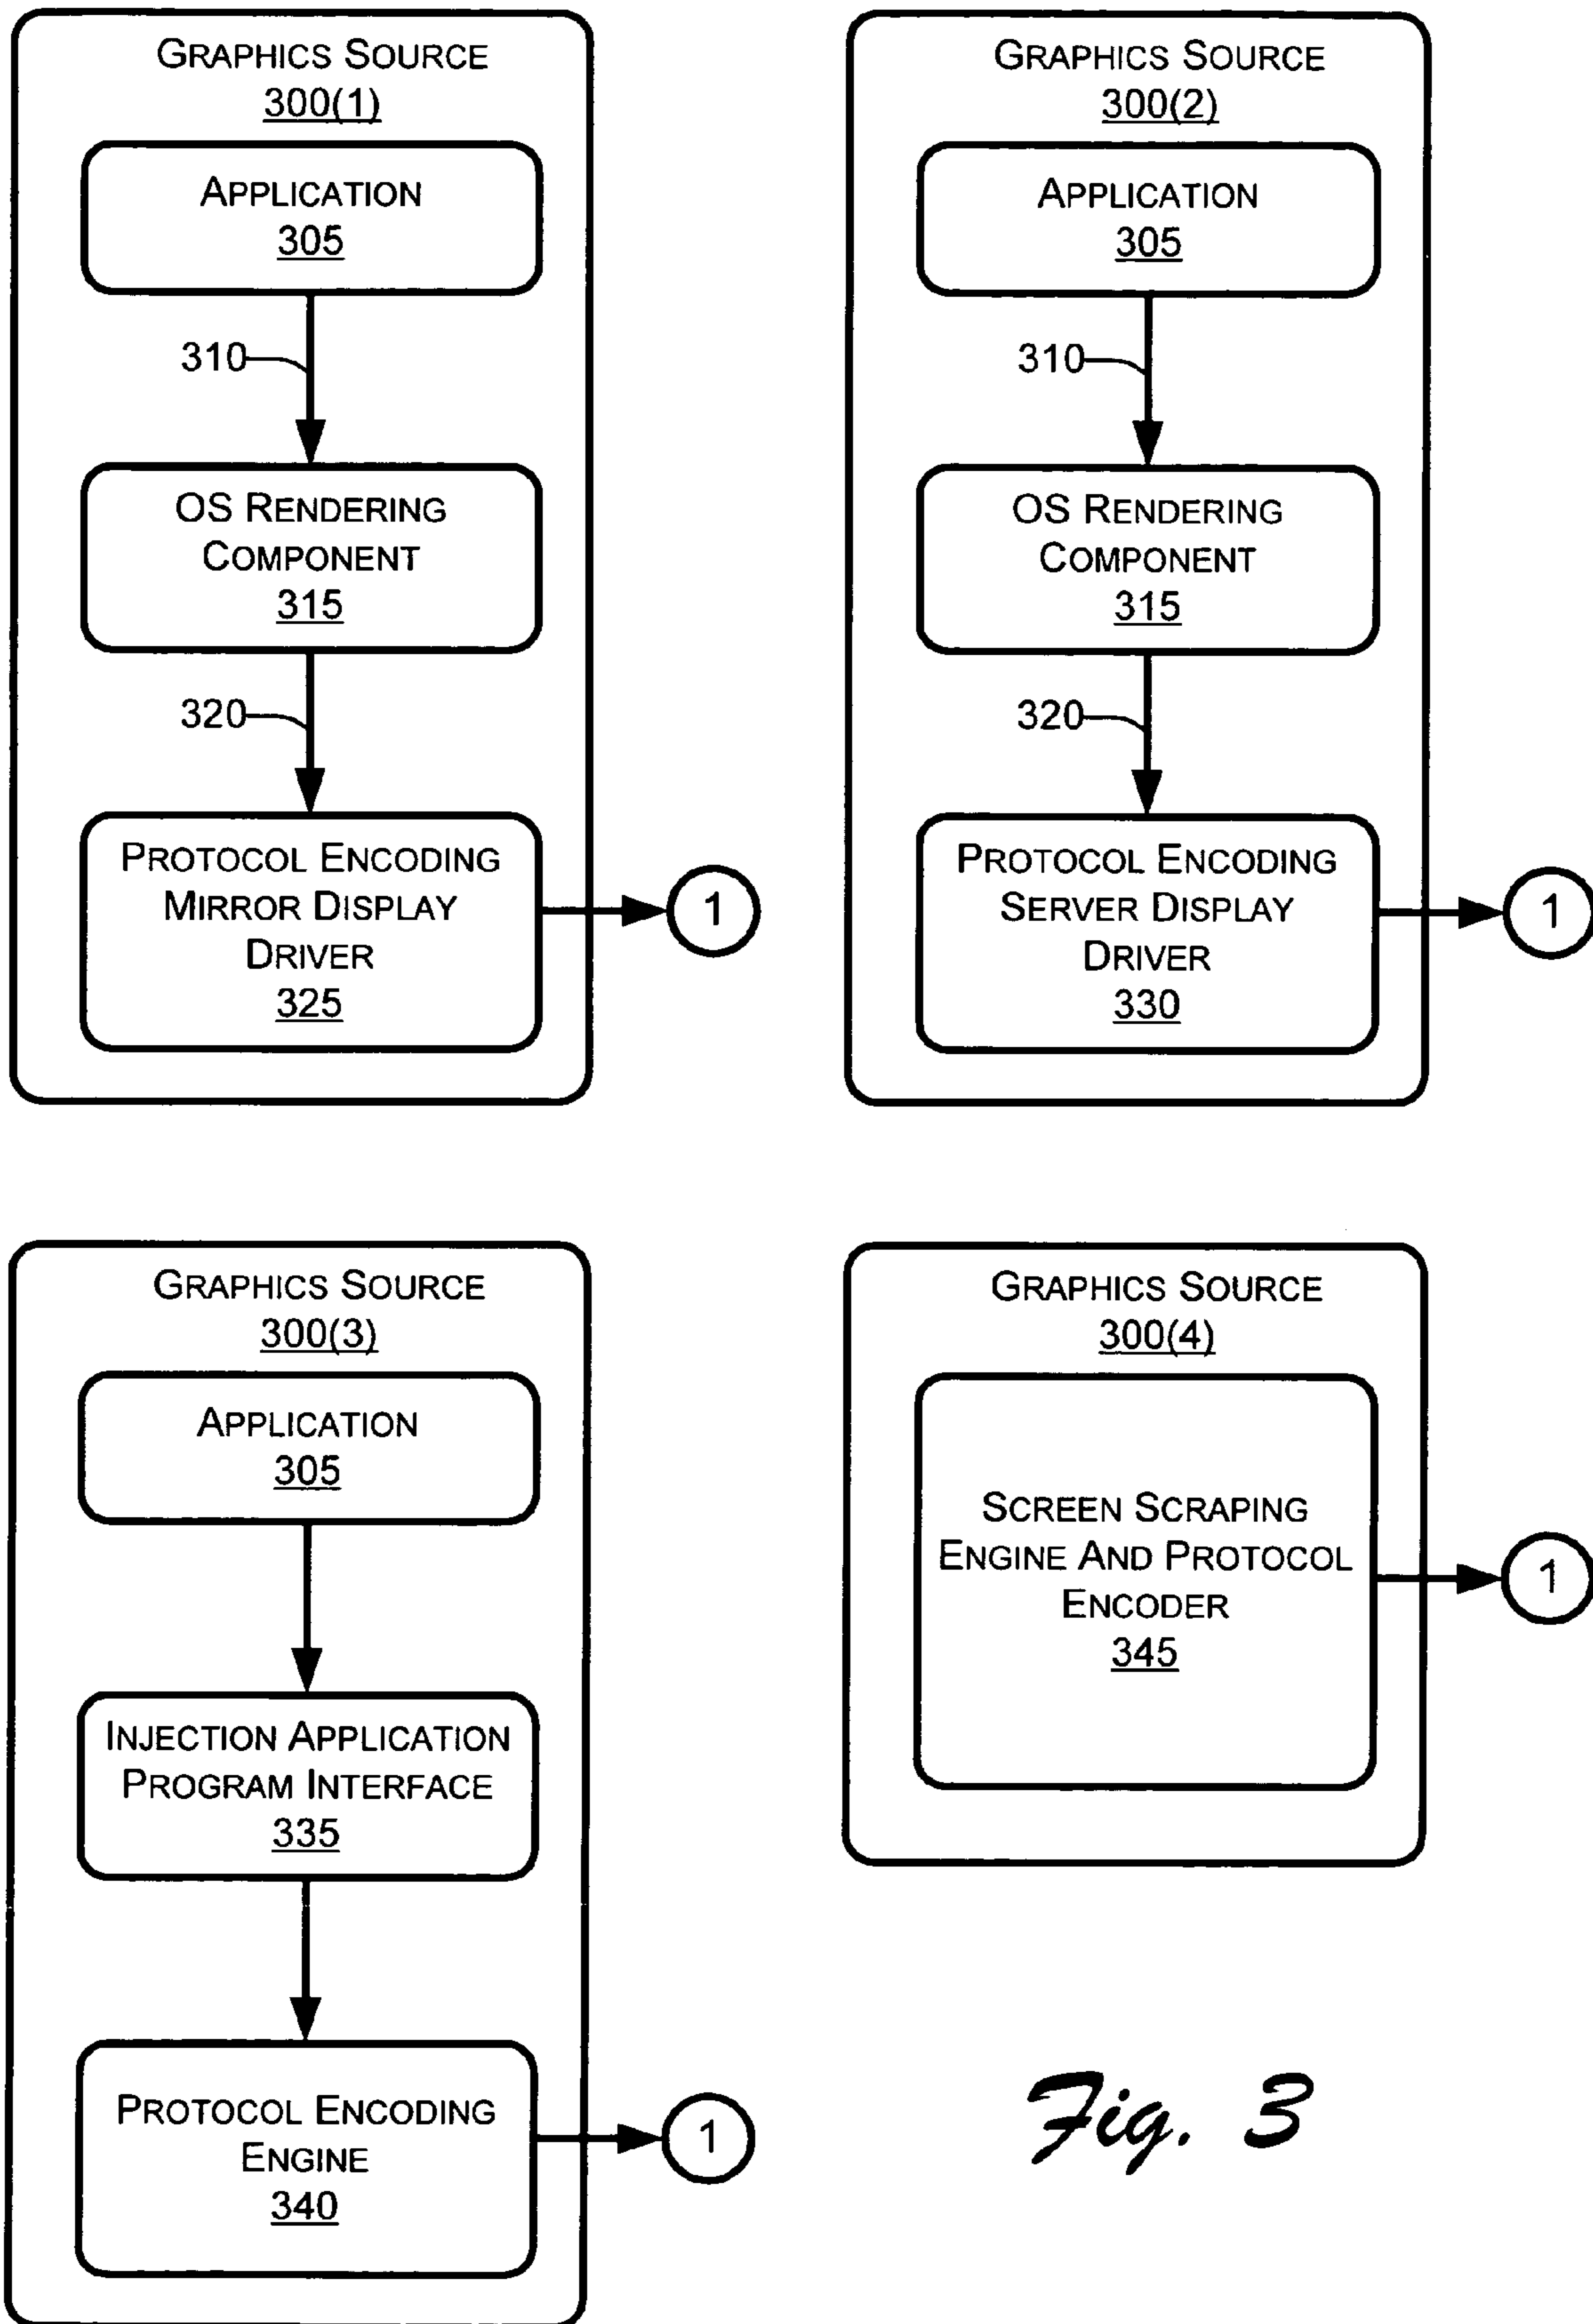 GRAPHICS SOURCE
300(1)
APPLICATION
305
310
OS RENDERING
COMPONENT
315
320
PROTOCOL ENCODING
MIRROR DISPLAY
DRIVER
325
1
GRAPHICS SOURCE
300(2)
APPLICATION
305
310
OS RENDERING
COMPONENT
315
320
PROTOCOL ENCODING
SERVER DISPLAY
DRIVER
330
1
GRAPHICS SOURCE
300(3)
APPLICATION
305
INJECTION APPLICATION
PROGRAM INTERFACE
335
PROTOCOL ENCODING
ENGINE
340
1
GRAPHICS SOURCE
300(4)
SCREEN SCRAPING
ENGINE AND PROTOCOL
ENCODER
345
1
Fig. 3